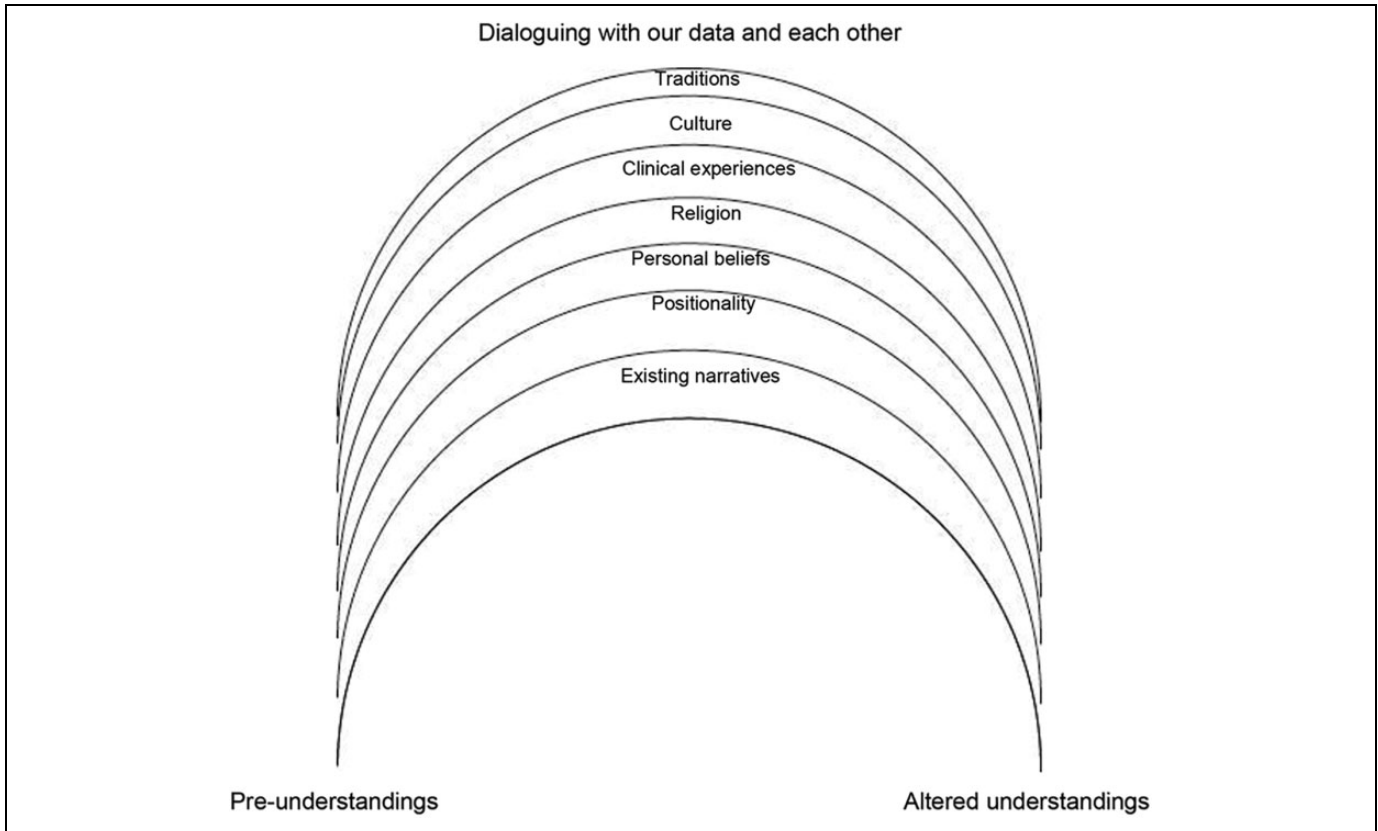 Dialoguing with our data and each other
Traditions
Culture
Clinical experiences
Religion
Personal beliefs
Positionality
Existing narratives
Pre-understandings
Altered understandings